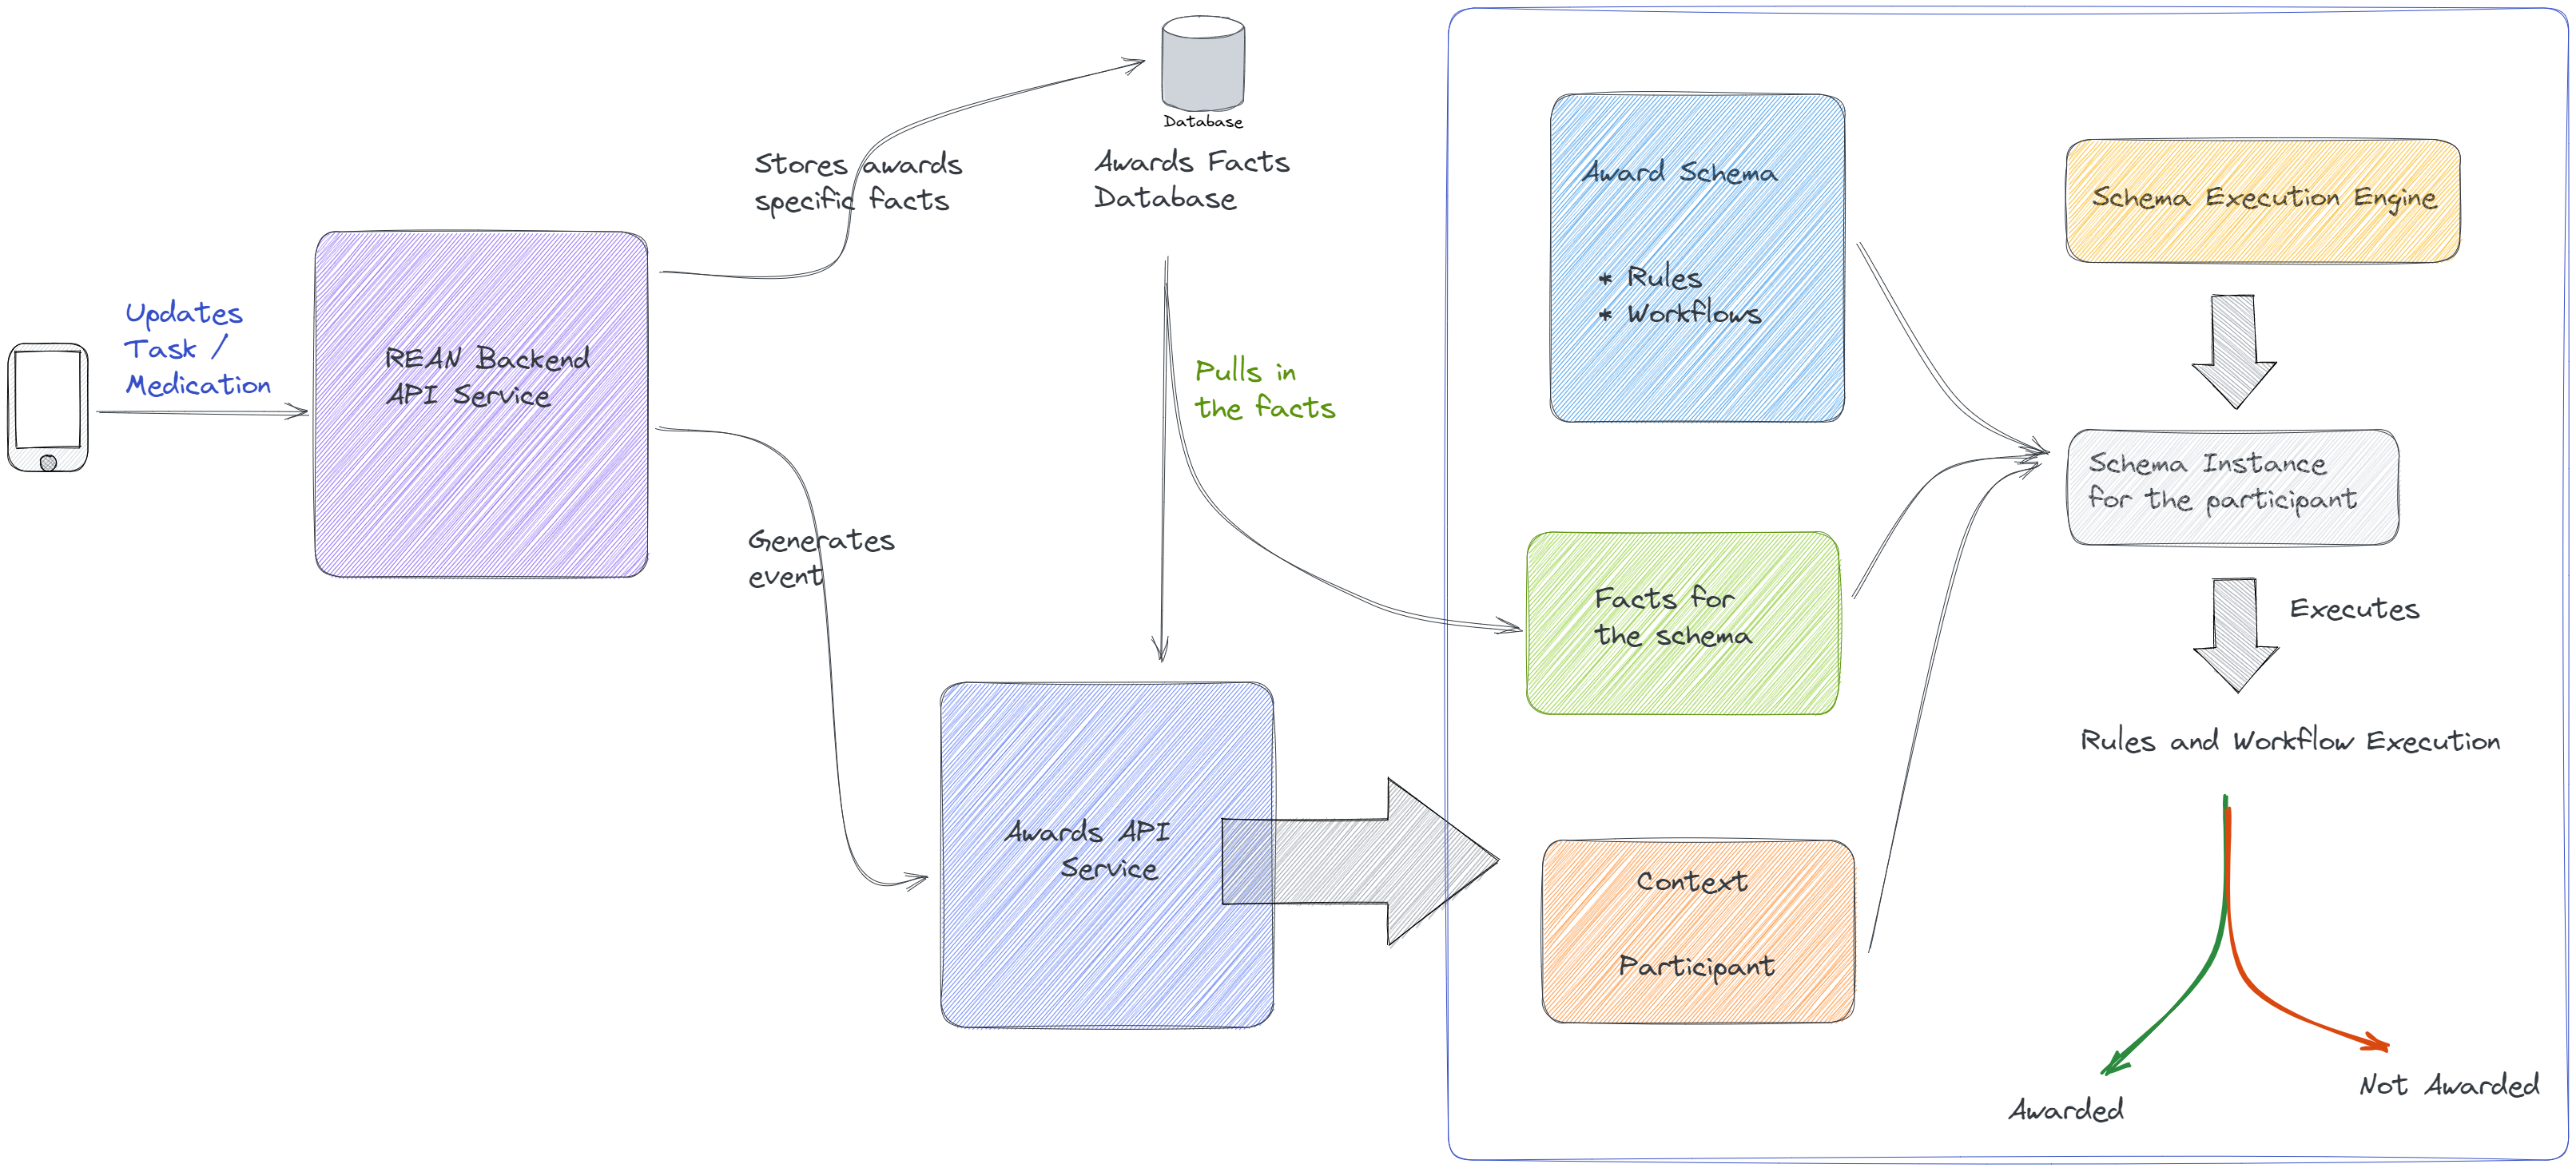 Updates
Task /
Medication
REAN Backend
API Service
Stores awards
specific facts
Generates
event
Database
Awards Facts
Database
Pulls in
the facts
Awards API
Service
Award Schema
* Rules
* Workflows
Facts for
the schema
Context
Participant
Schema Execution Engine
Schema Instance
for the participant
Executes
Rules and Workflow Execution
Awarded
Not Awarded